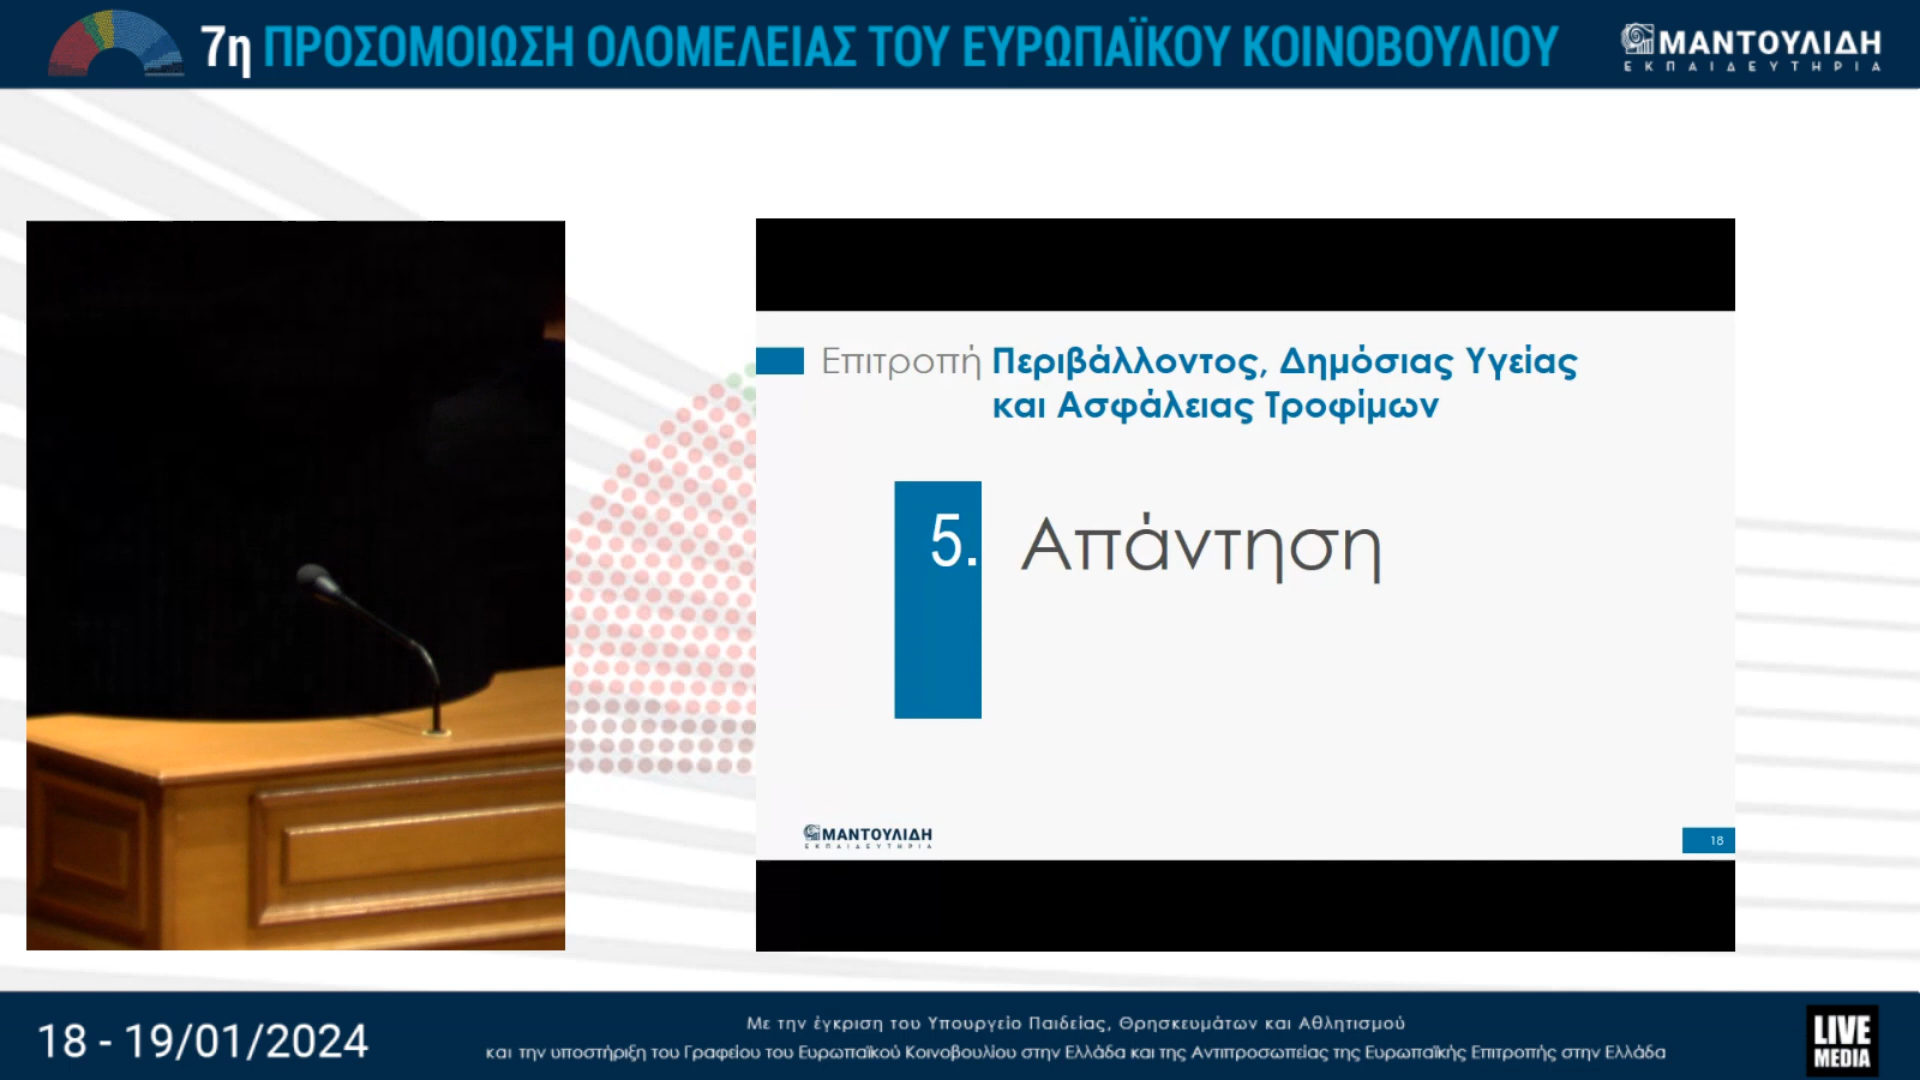 7η ΠΡΟΣΟΜΟΙΩΣΗ ΟΛΟΜΕΛΕΙΑΣ ΤΟΥ ΕΥΡΩΠΑΪΚΟΥ ΚΟΙΝΟΒΟΥΛΙΟΥ
ΜΑΝΤΟΥΛΙΔΗ
ΕΚΠΑΙΔΕΥΤΗΡΙΑ
Επιτροπή Περιβάλλοντος, Δημόσιας Υγείας
και Ασφάλειας Τροφίμων
5. Απάντηση
ΜΑΝΤΟΥΛΙΔΗ
ΕΚΠΑΙΔΕΥΤΗΡΙΑ
18
18 - 19/01/2024
Με την έγκριση του Υπουργείο Παιδείας, Θρησκευμάτων και Αθλητισμού
και την υποστήριξη του Γραφείου του Ευρωπαϊκού Κοινοβουλίου στην Ελλάδα και της Αντιπροσωπείας της Ευρωπαϊκής Επιτροπής στην Ελλάδα
LIVE
MEDIA